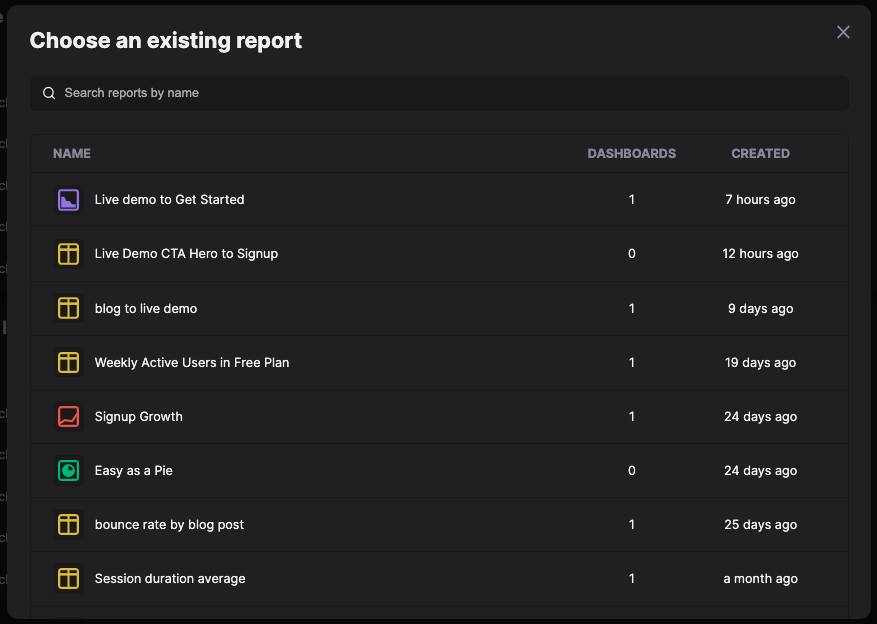 Choose an existing report
Search reports by name
NAME DASHBOARDS CREATED
Live demo to Get Started 1 7 hours ago
Live Demo CTA Hero to Signup 0 12 hours ago
blog to live demo 1 9 days ago
Weekly Active Users in Free Plan 1 19 days ago
Signup Growth 1 24 days ago
Easy as a Pie 0 24 days ago
bounce rate by blog post 1 25 days ago
Session duration average 1 a month ago